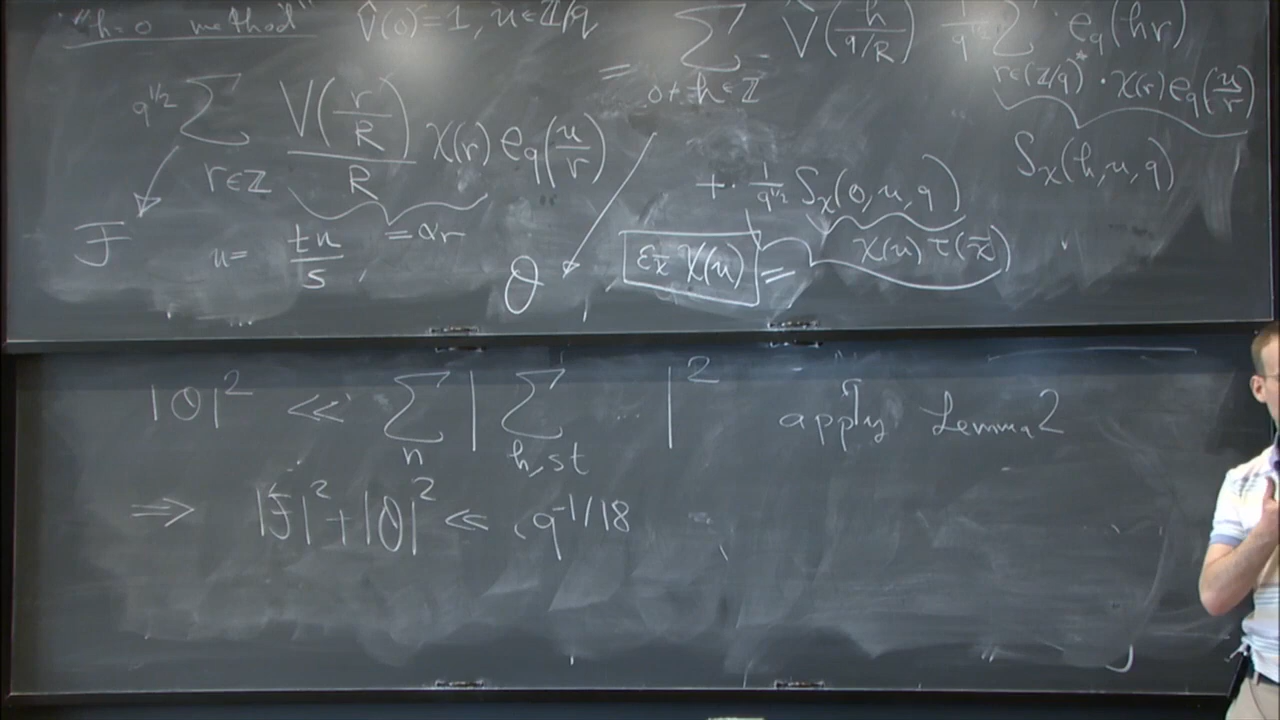 "h=0 method" V̂(0)=1, u∈ℤ/q
q^{1/2} ∑_{r∈ℤ} V(r/R)/R χ(r) e_q(u/r) = ∑_{0≠h∈ℤ} V̂(h/(q/R)) 1/q^{1/2} ∑_{r∈(ℤ/q)^*} e_q(hr) · χ(r) e_q(u/r)
S_χ(h,u,q)
+ 1/q^{1/2} S_χ(0,u,q)
F u = tn/s, = α_r O ε_χ̄ χ(u) = χ(u) τ(χ̄)
|O|^2 ≪ ∑_n | ∑_{h,s,t} ... |^2 apply Lemma 2
⇒ |F|^2 + |O|^2 ≪ q^{-1/18}